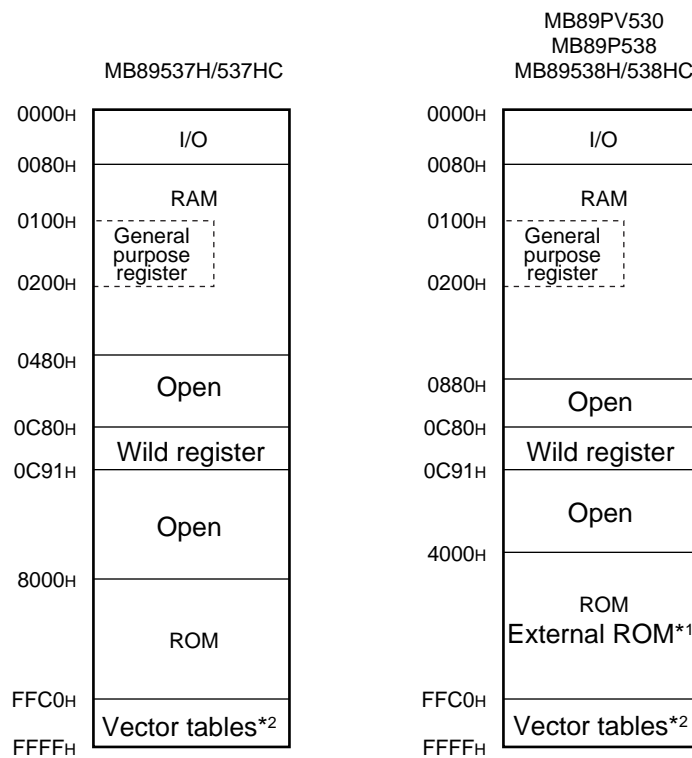 MB89537H/537HC
0000H
I/O
0080H
RAM
0100H
General
purpose
register
0200H
0480H
Open
0C80H
Wild register
0C91H
Open
8000H
ROM
FFC0H
Vector tables*2
FFFFH
MB89PV530
MB89P538
MB89538H/538HC
0000H
I/O
0080H
RAM
0100H
General
purpose
register
0200H
0880H
Open
0C80H
Wild register
0C91H
Open
4000H
ROM
External ROM*1
FFC0H
Vector tables*2
FFFFH